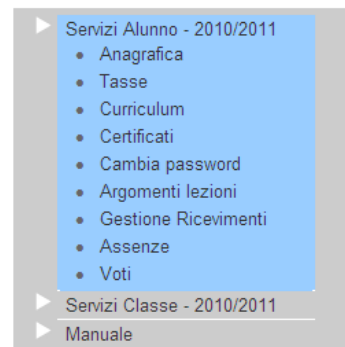 Servizi Alunno - 2010/2011
Anagrafica
Tasse
Curriculum
Certificati
Cambia password
Argomenti lezioni
Gestione Ricevimenti
Assenze
Voti
Servizi Classe - 2010/2011
Manuale